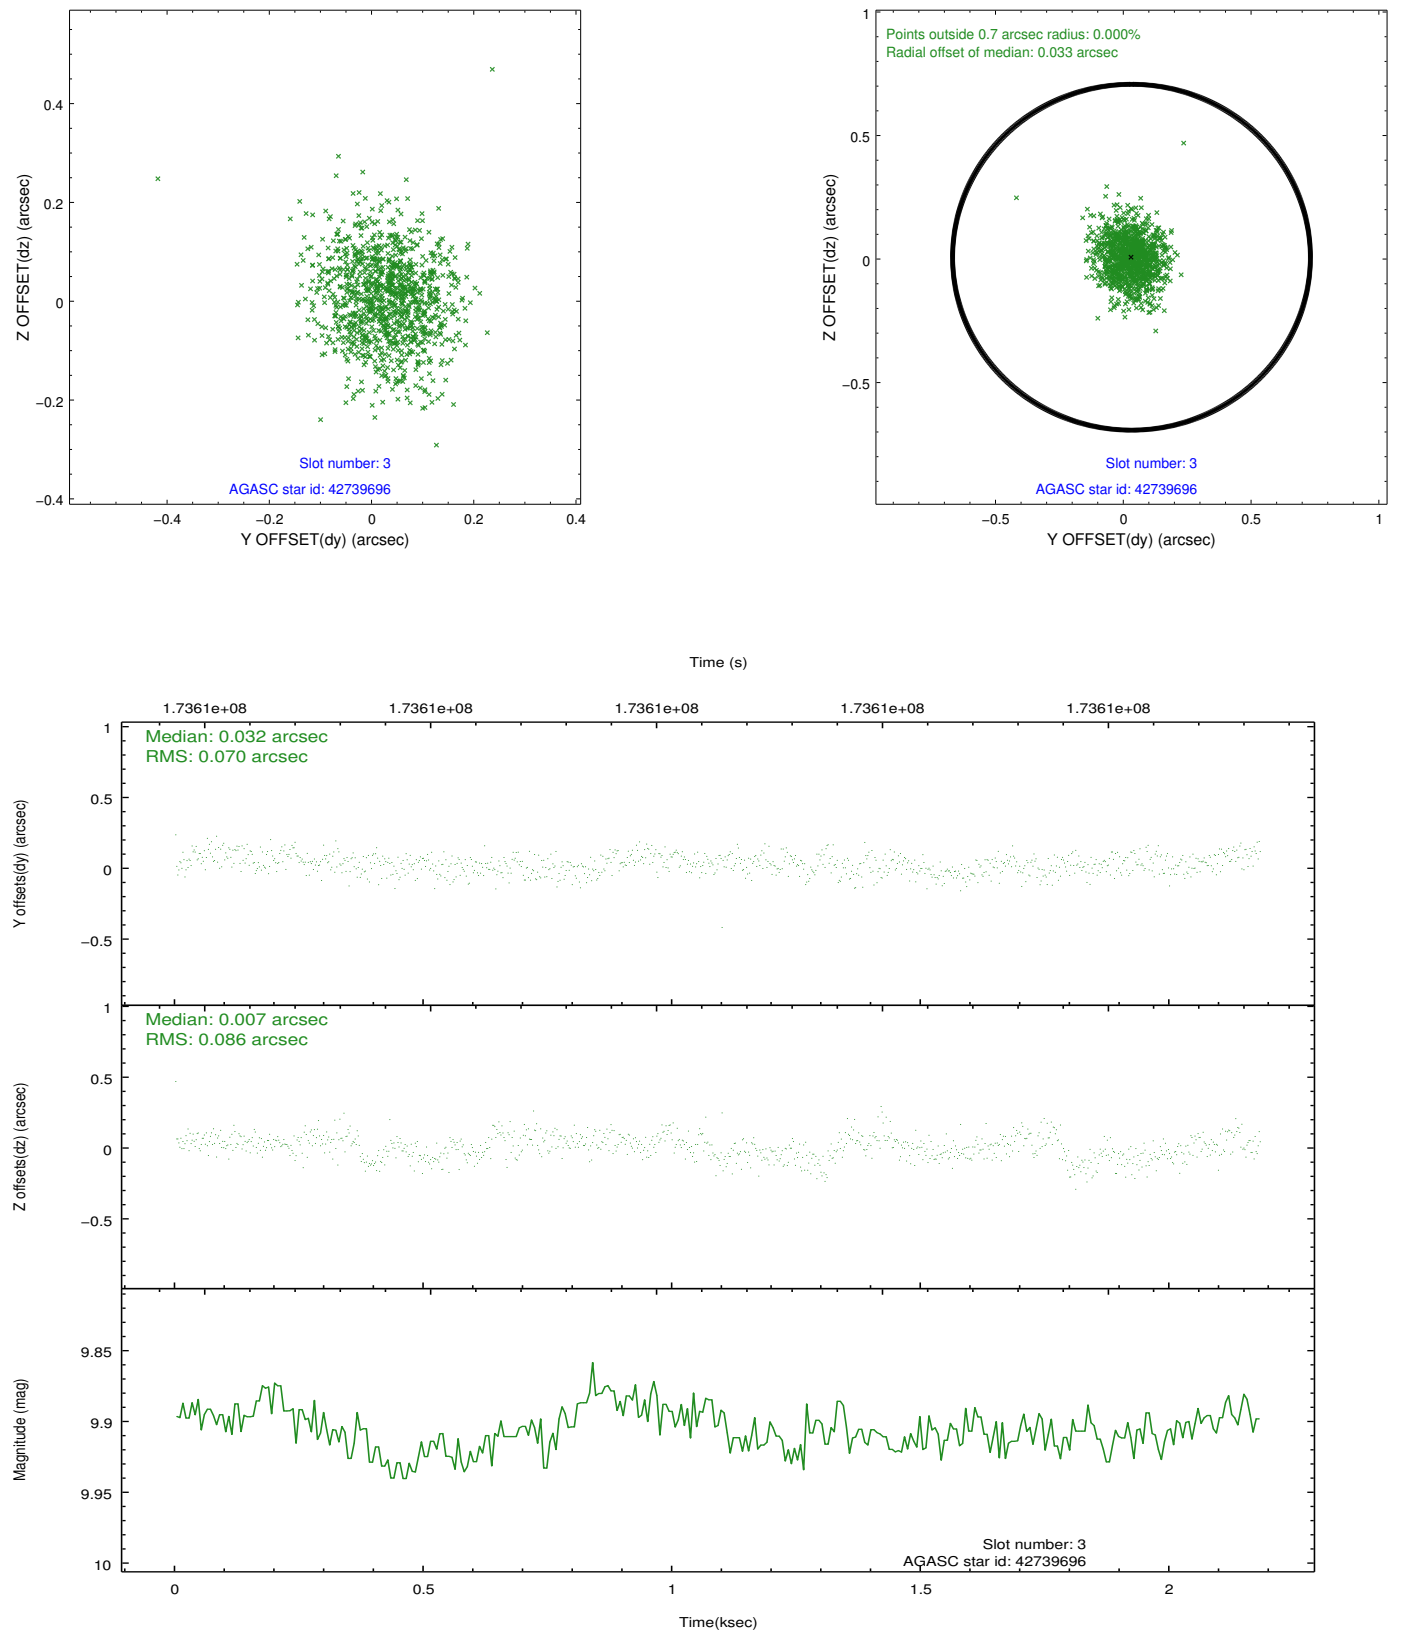 0.4
0.2
0
−0.2
−0.4
Z OFFSET(dz) (arcsec)
Slot number: 3
AGASC star id: 42739696
−0.4 −0.2 0 0.2 0.4
Y OFFSET(dy) (arcsec)
Points outside 0.7 arcsec radius: 0.000%
Radial offset of median: 0.033 arcsec
1
0.5
0
−0.5
Z OFFSET(dz) (arcsec)
Slot number: 3
AGASC star id: 42739696
−0.5 0 0.5 1
Y OFFSET(dy) (arcsec)
Time (s)
1.7361e+08 1.7361e+08 1.7361e+08 1.7361e+08 1.7361e+08
Median: 0.032 arcsec
RMS: 0.070 arcsec
1
0.5
0
−0.5
Y offsets(dy) (arcsec)
Median: 0.007 arcsec
RMS: 0.086 arcsec
1
0.5
0
−0.5
Z offsets(dz) (arcsec)
9.85
9.9
9.95
10
Magnitude (mag)
Slot number: 3
AGASC star id: 42739696
0 0.5 1 1.5 2
Time(ksec)